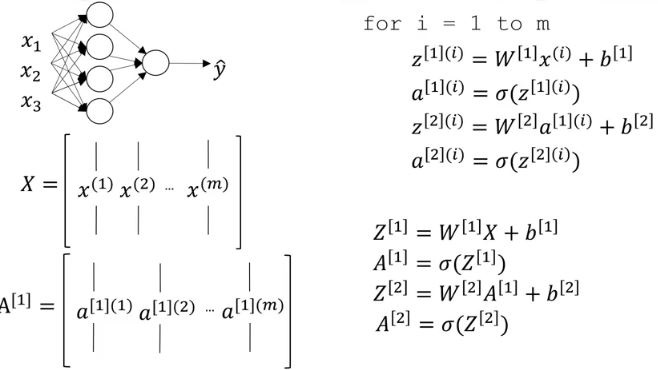 x₁
x₂
x₃
ŷ
X = [ x⁽¹⁾ x⁽²⁾ … x⁽ᵐ⁾ ]
A[1] = [ a[1](1) a[1](2) … a[1](m) ]
for i = 1 to m
z[1](i) = W[1]x(i) + b[1]
a[1](i) = σ(z[1](i))
z[2](i) = W[2]a[1](i) + b[2]
a[2](i) = σ(z[2](i))
Z[1] = W[1]X + b[1]
A[1] = σ(Z[1])
Z[2] = W[2]A[1] + b[2]
A[2] = σ(Z[2])